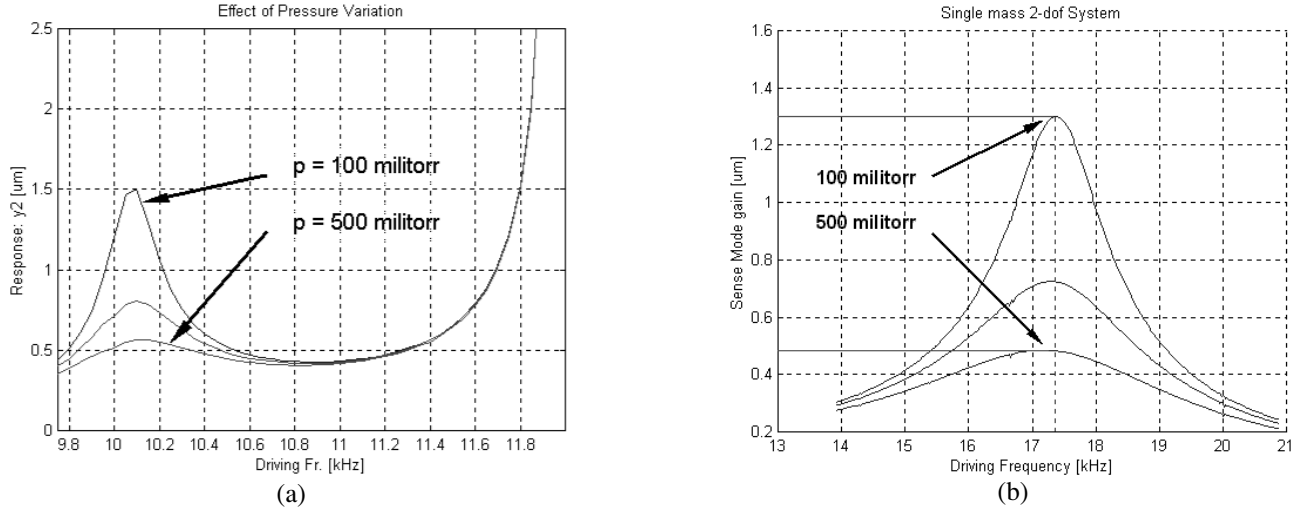 Effect of Pressure Variation
2.5
2
1.5
1
0.5
0
Response: y2 [um]
p = 100 militorr
p = 500 militorr
9.8 10 10.2 10.4 10.6 10.8 11 11.2 11.4 11.6 11.8
Driving Fr. [kHz]
(a)
Single mass 2-dof System
1.6
1.4
1.2
1
0.8
0.6
0.4
0.2
Sense Mode gain [um]
100 militorr
500 militorr
13 14 15 16 17 18 19 20 21
Driving Frequency [kHz]
(b)